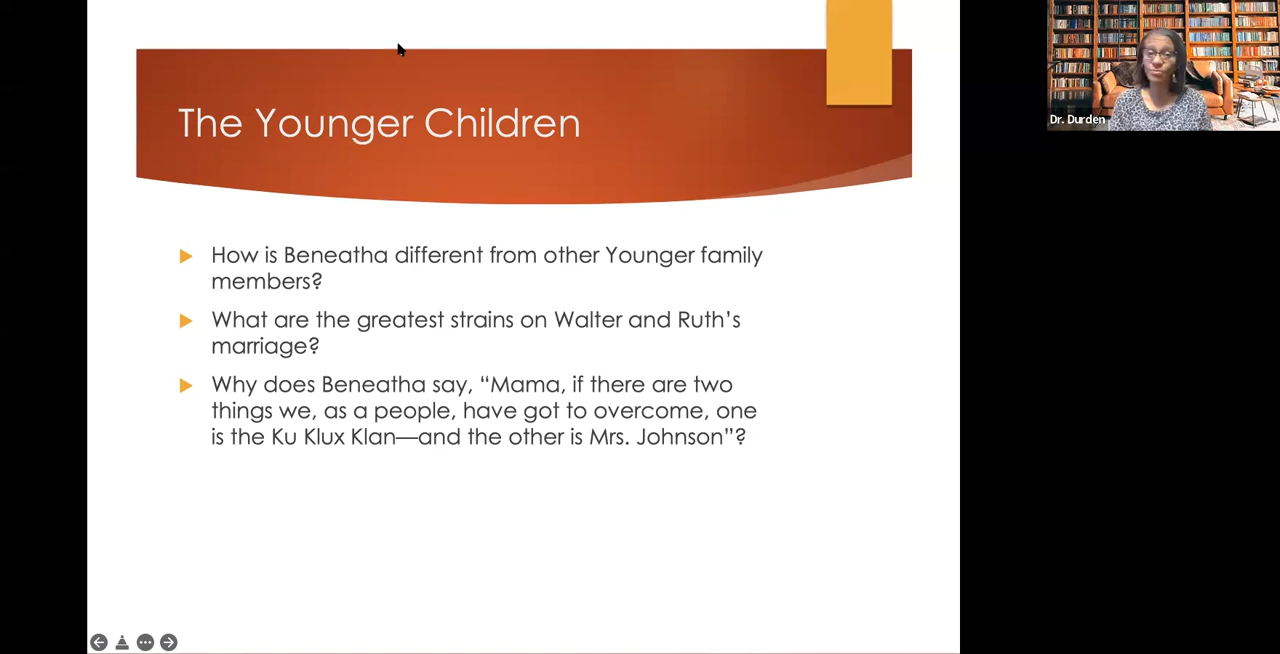 The Younger Children
How is Beneatha different from other Younger family
members?
What are the greatest strains on Walter and Ruth’s
marriage?
Why does Beneatha say, “Mama, if there are two
things we, as a people, have got to overcome, one
is the Ku Klux Klan—and the other is Mrs. Johnson”?
Dr. Durden